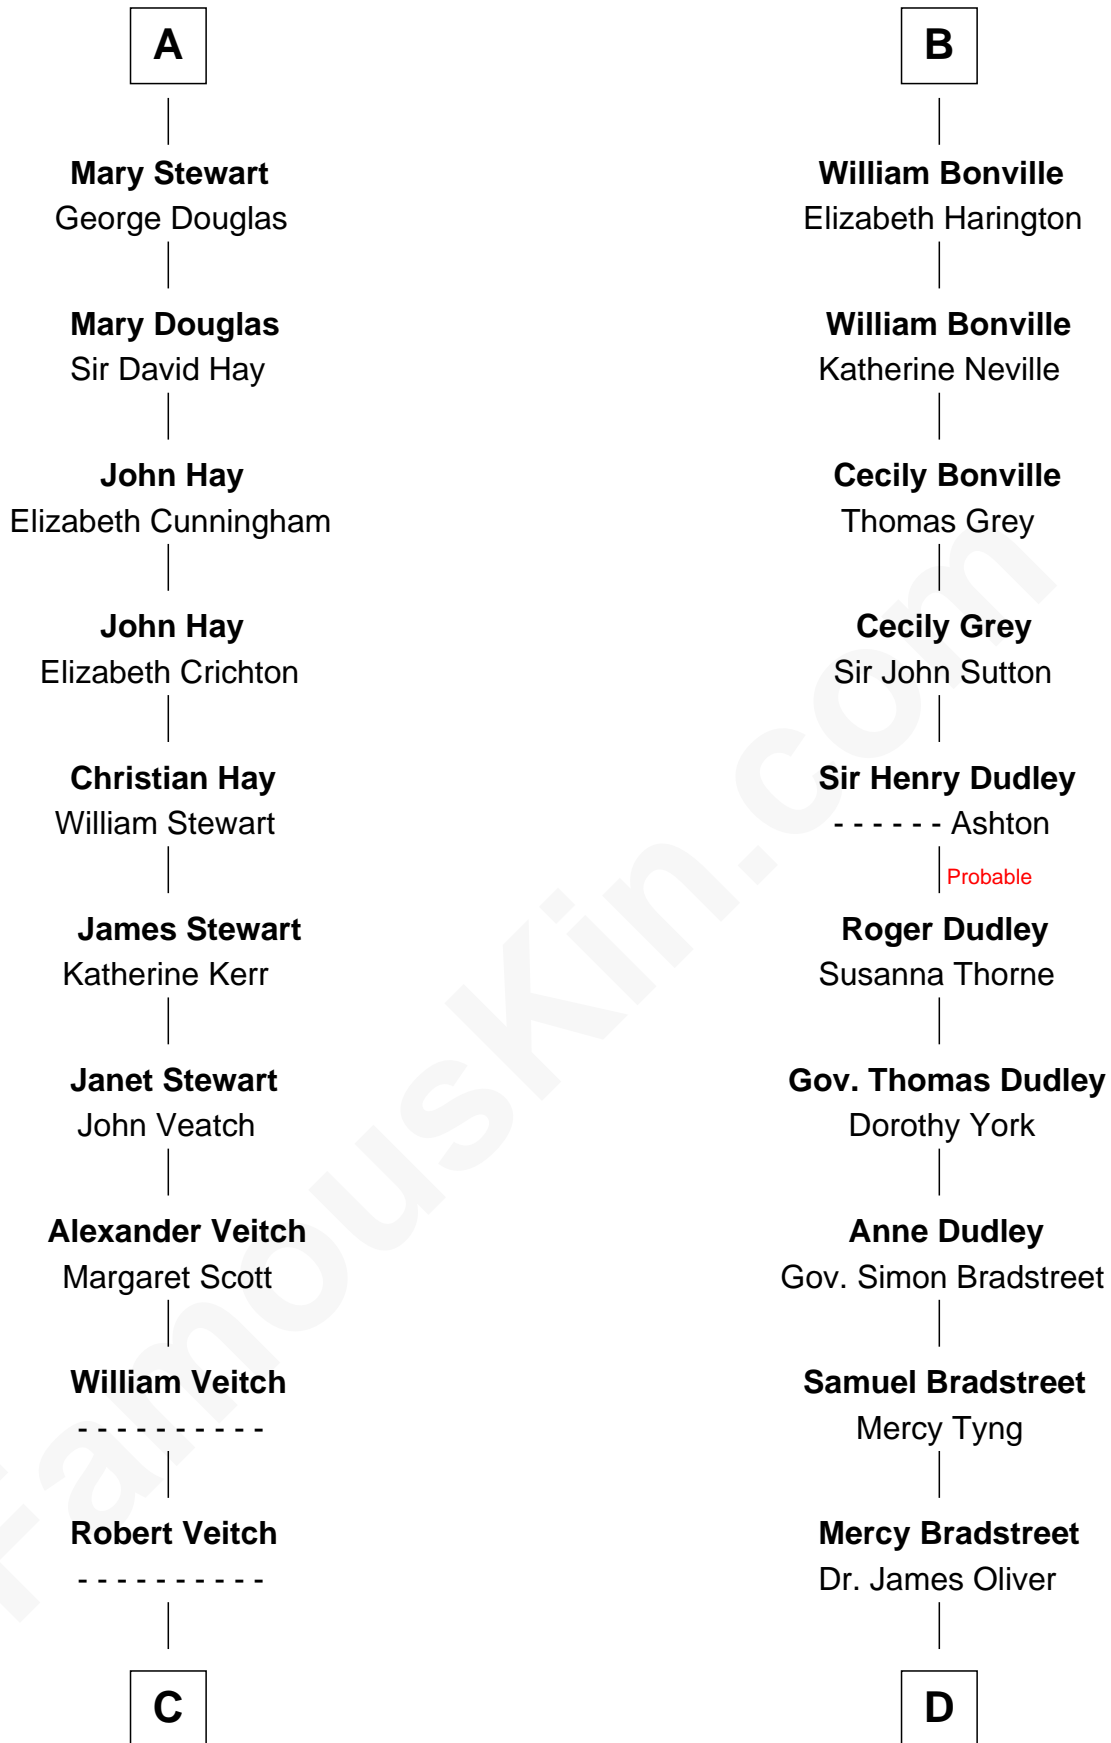 A
Mary Stewart
George Douglas
Mary Douglas
Sir David Hay
John Hay
Elizabeth Cunningham
John Hay
Elizabeth Crichton
Christian Hay
William Stewart
James Stewart
Katherine Kerr
Janet Stewart
John Veatch
Alexander Veitch
Margaret Scott
William Veitch
- - - - - - - - - -
Robert Veitch
- - - - - - - - - -
C
B
William Bonville
Elizabeth Harington
William Bonville
Katherine Neville
Cecily Bonville
Thomas Grey
Cecily Grey
Sir John Sutton
Sir Henry Dudley
- - - - - - Ashton
Probable
Roger Dudley
Susanna Thorne
Gov. Thomas Dudley
Dorothy York
Anne Dudley
Gov. Simon Bradstreet
Samuel Bradstreet
Mercy Tyng
Mercy Bradstreet
Dr. James Oliver
D
FamousKin.com